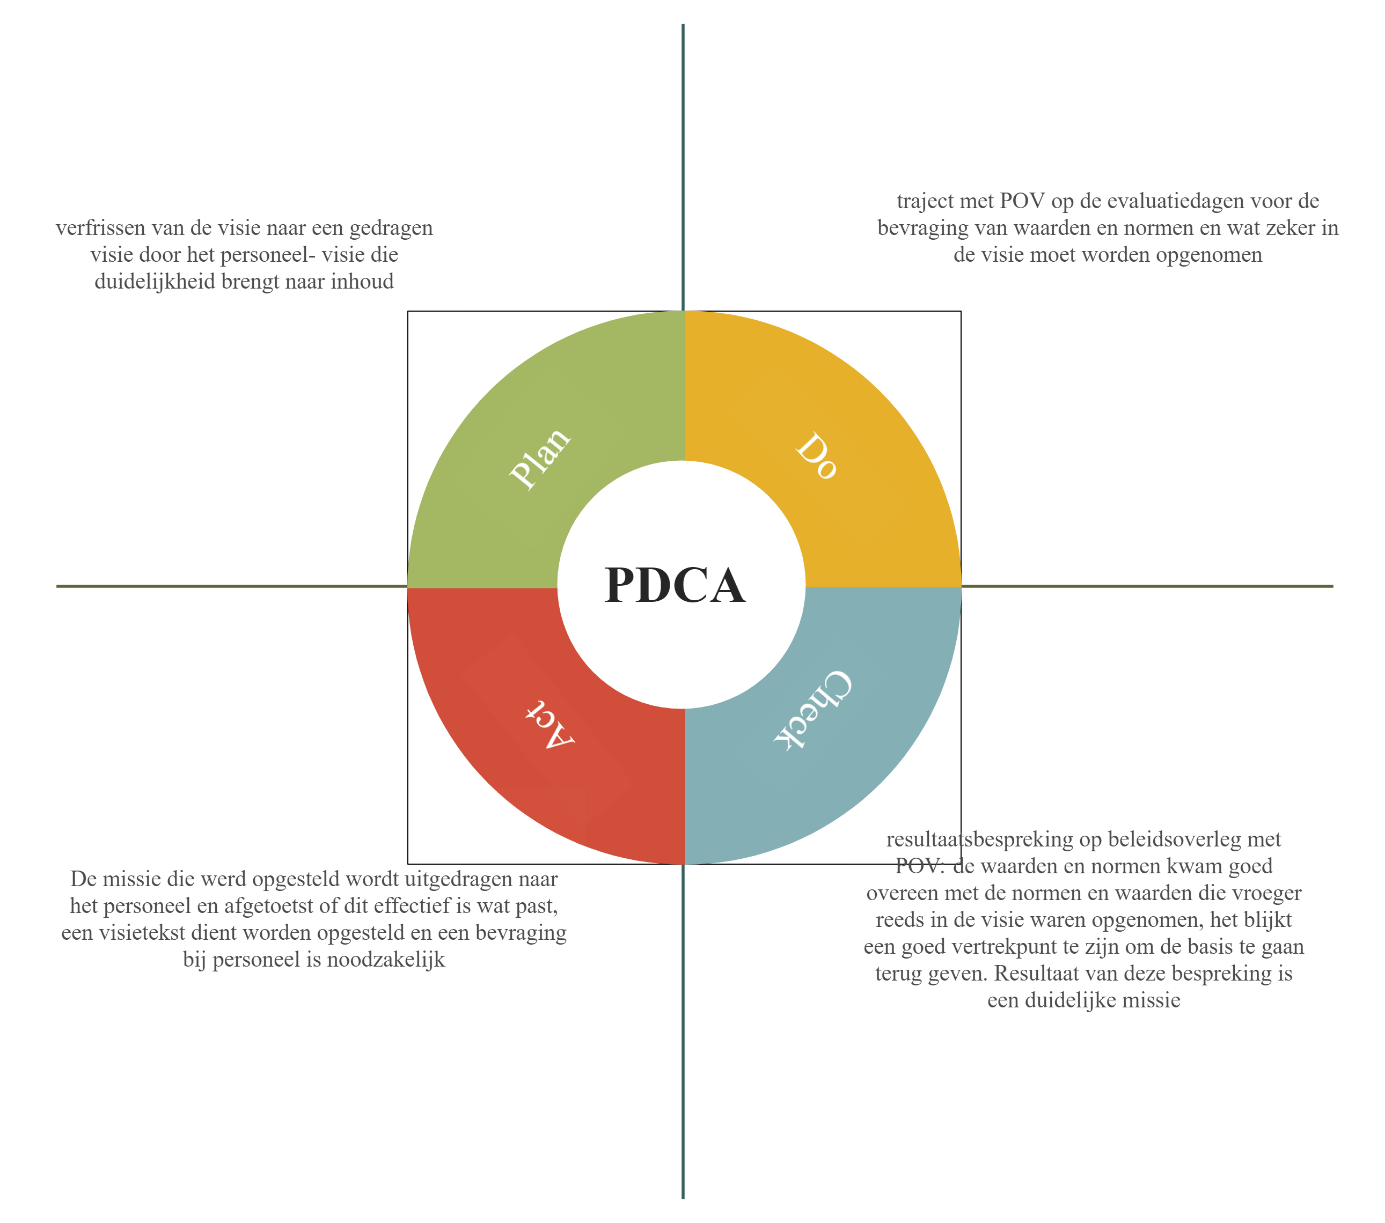 verfrissen van de visie naar een gedragen
visie door het personeel- visie die
duidelijkheid brengt naar inhoud
traject met POV op de evaluatiedagen voor de
bevraging van waarden en normen en wat zeker in
de visie moet worden opgenomen
Plan
Do
PDCA
Act
Check
De missie die werd opgesteld wordt uitgedragen naar
het personeel en afgetoetst of dit effectief is wat past,
een visietekst dient worden opgesteld en een bevraging
bij personeel is noodzakelijk
resultaatsbespreking op beleidsoverleg met
POV: de waarden en normen kwam goed
overeen met de normen en waarden die vroeger
reeds in de visie waren opgenomen, het blijkt
een goed vertrekpunt te zijn om de basis te gaan
terug geven. Resultaat van deze bespreking is
een duidelijke missie